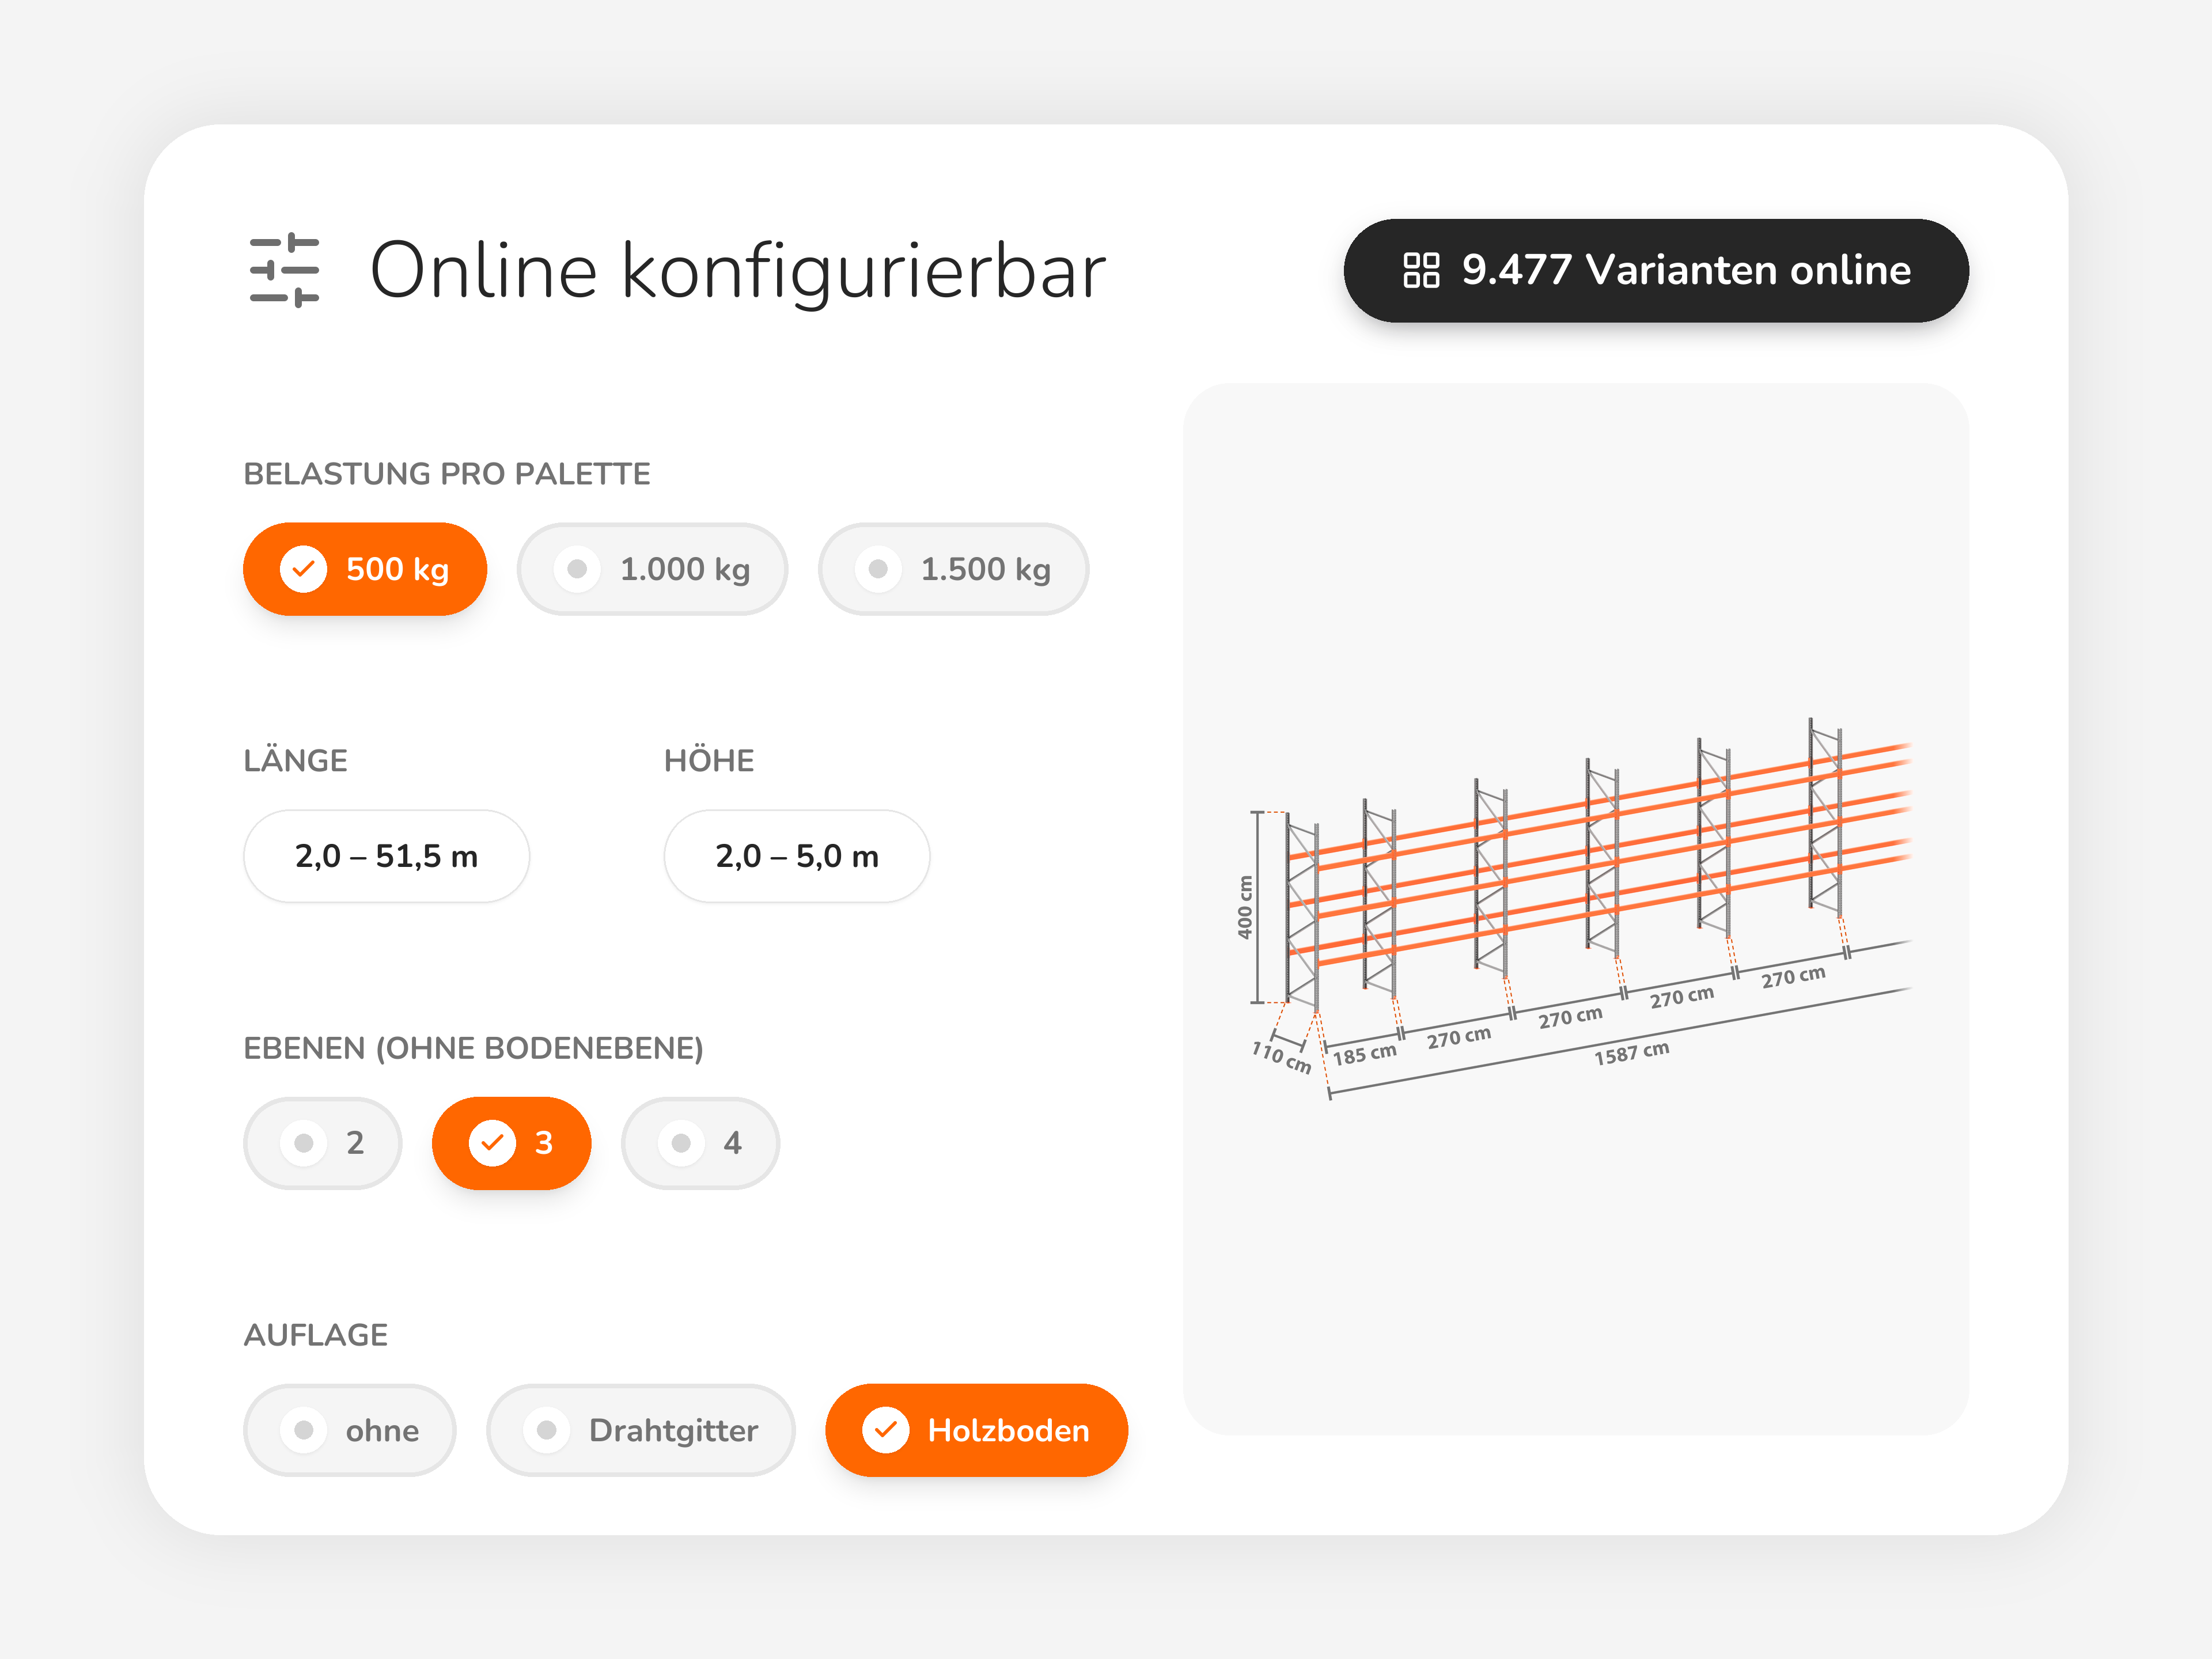 Online konfigurierbar
9.477 Varianten online
BELASTUNG PRO PALETTE
500 kg
1.000 kg
1.500 kg
LÄNGE
HÖHE
2,0 – 51,5 m
2,0 – 5,0 m
EBENEN (OHNE BODENEBENE)
2
3
4
AUFLAGE
ohne
Drahtgitter
Holzboden
400 cm
110 cm
185 cm
270 cm
270 cm
270 cm
270 cm
1587 cm